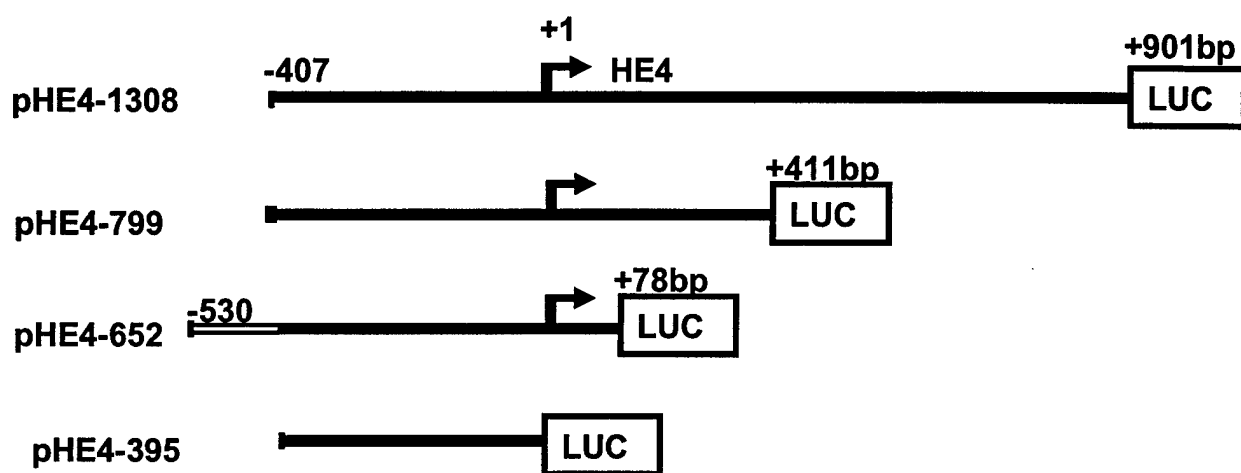 +1
-407 HE4 +901bp
pHE4-1308 LUC
+411bp
pHE4-799 LUC
-530 +78bp
pHE4-652 LUC
pHE4-395 LUC